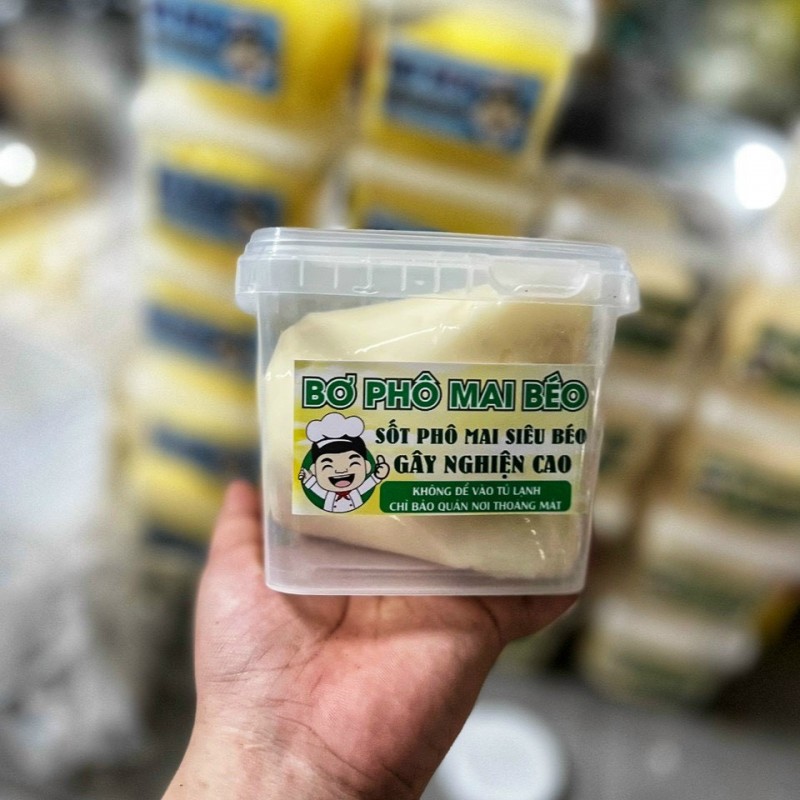 BƠ PHÔ MAI BÉO
SỐT PHÔ MAI SIÊU BÉO
GÂY NGHIỆN CAO
KHÔNG ĐỂ VÀO TỦ LẠNH
CHỈ BẢO QUẢN NƠI THOÁNG MÁT